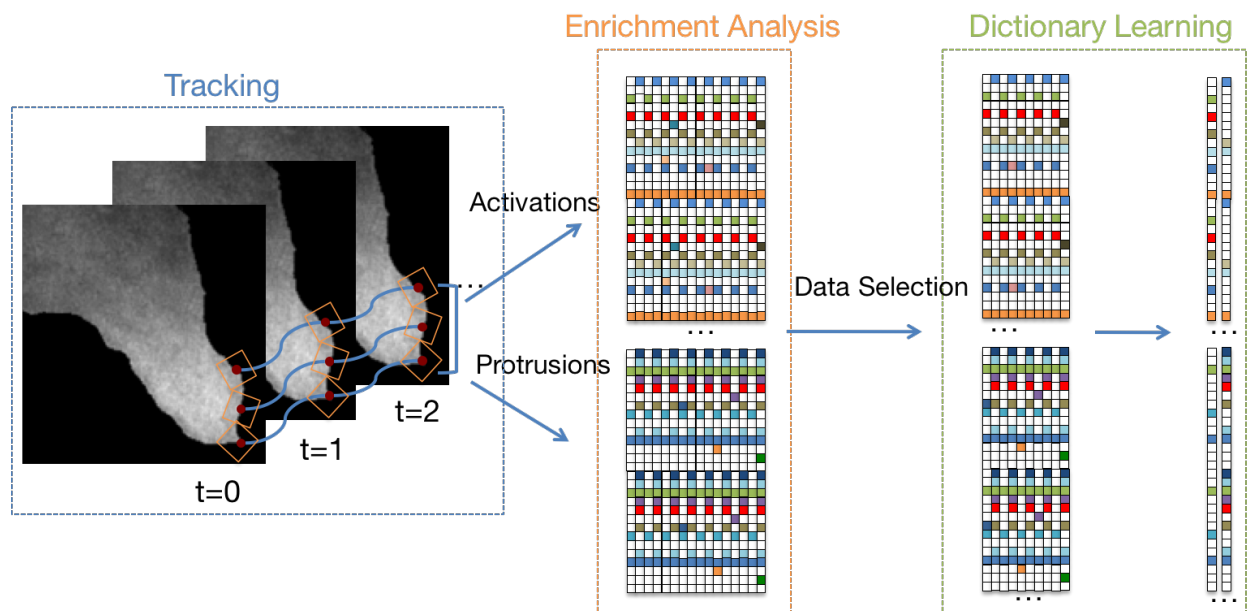 Tracking
Enrichment Analysis
Dictionary Learning
Activations
...
Protrusions
t=2
t=1
t=0
Data Selection
...
...
...
...
...